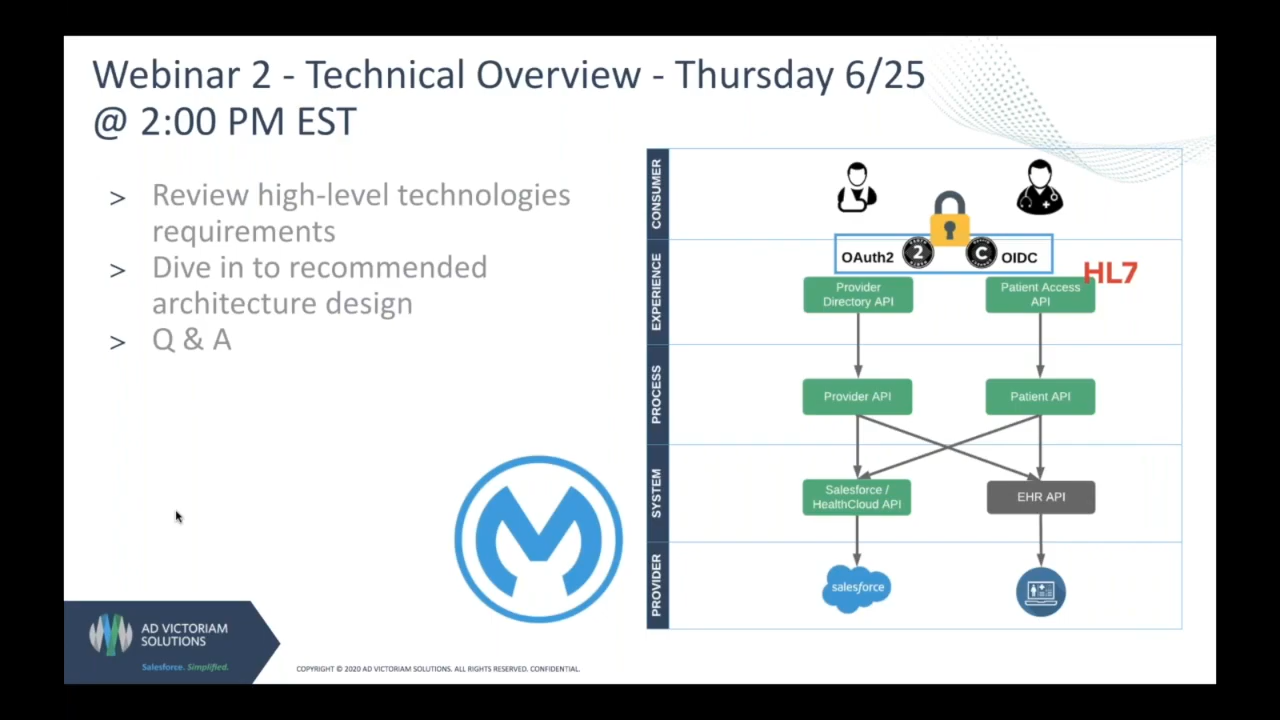 Webinar 2 - Technical Overview - Thursday 6/25
@ 2:00 PM EST
> Review high-level technologies
requirements
> Dive in to recommended
architecture design
> Q & A
CONSUMER
OAuth2 2 C OIDC
HL7
EXPERIENCE
Provider
Directory API
Patient Access
API
PROCESS
Provider API
Patient API
SYSTEM
Salesforce /
HealthCloud API
EHR API
PROVIDER
salesforce
AD VICTORIAM
SOLUTIONS
Salesforce. Simplified.
COPYRIGHT © 2020 AD VICTORIAM SOLUTIONS. ALL RIGHTS RESERVED. CONFIDENTIAL.